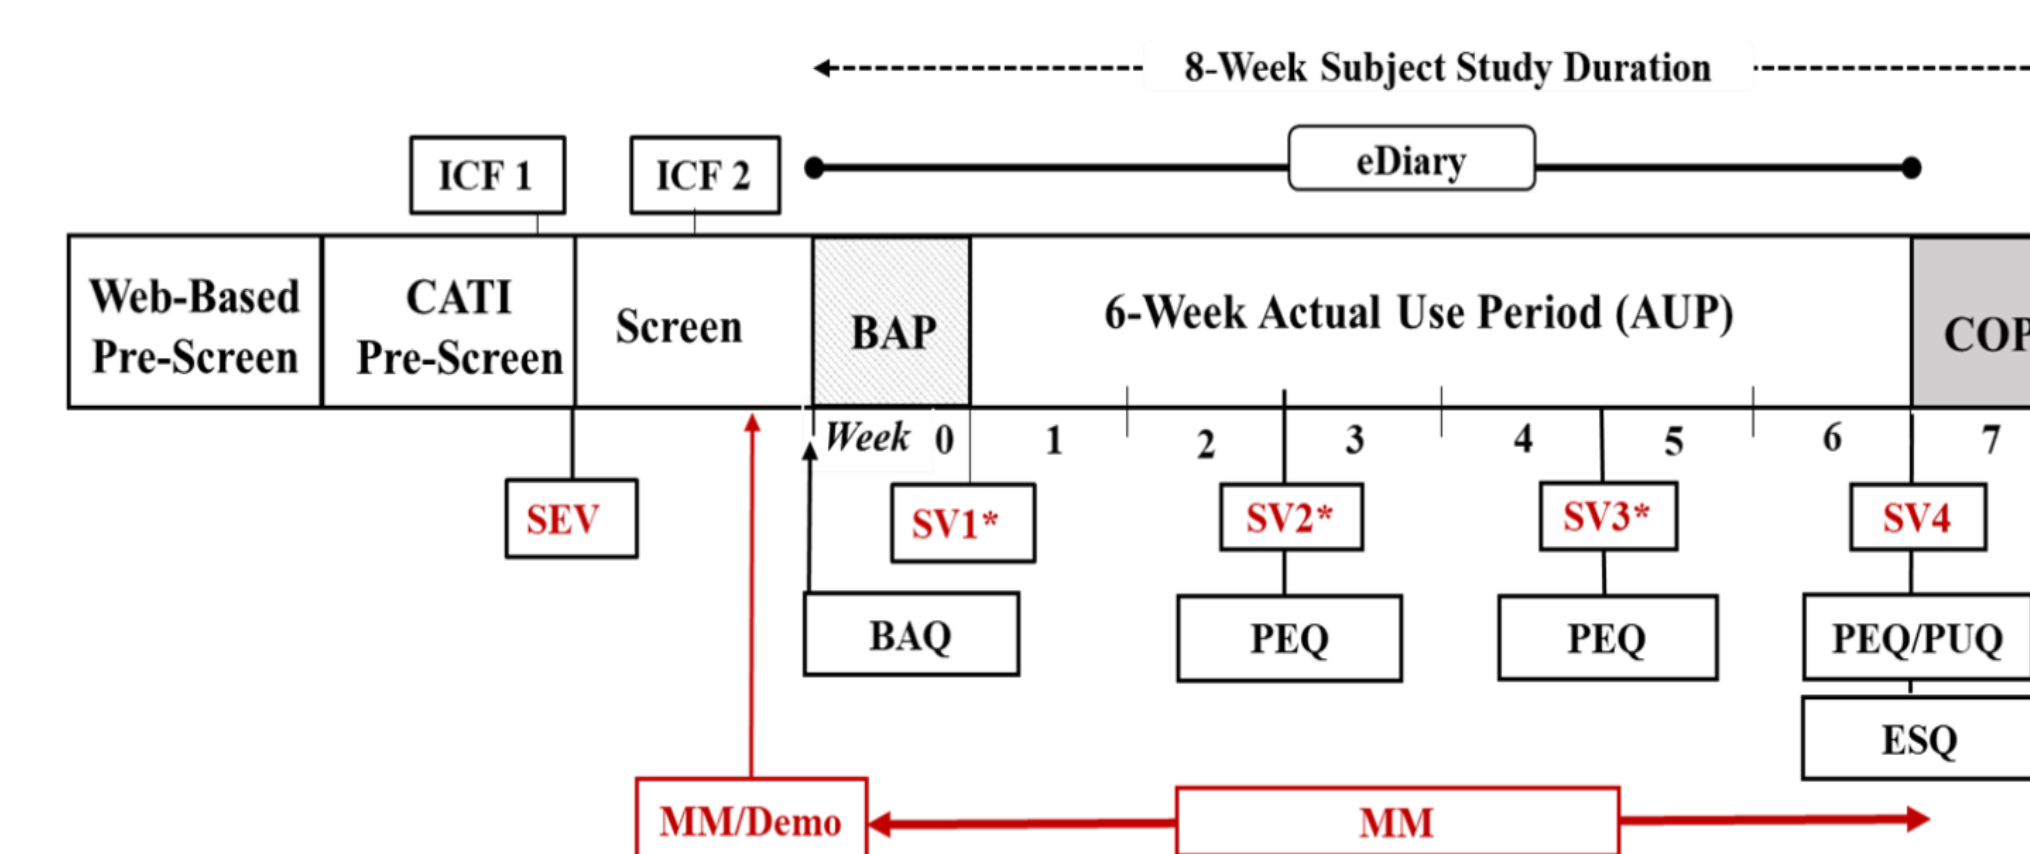 8-Week Subject Study Duration
eDiary
ICF 1
ICF 2
Web-Based
Pre-Screen
CATI
Pre-Screen
Screen
BAP
6-Week Actual Use Period (AUP)
COP
Week 0 1 2 3 4 5 6 7
SEV
SV1*
SV2*
SV3*
SV4
BAQ
PEQ
PEQ
PEQ/PUQ
ESQ
MM/Demo
MM